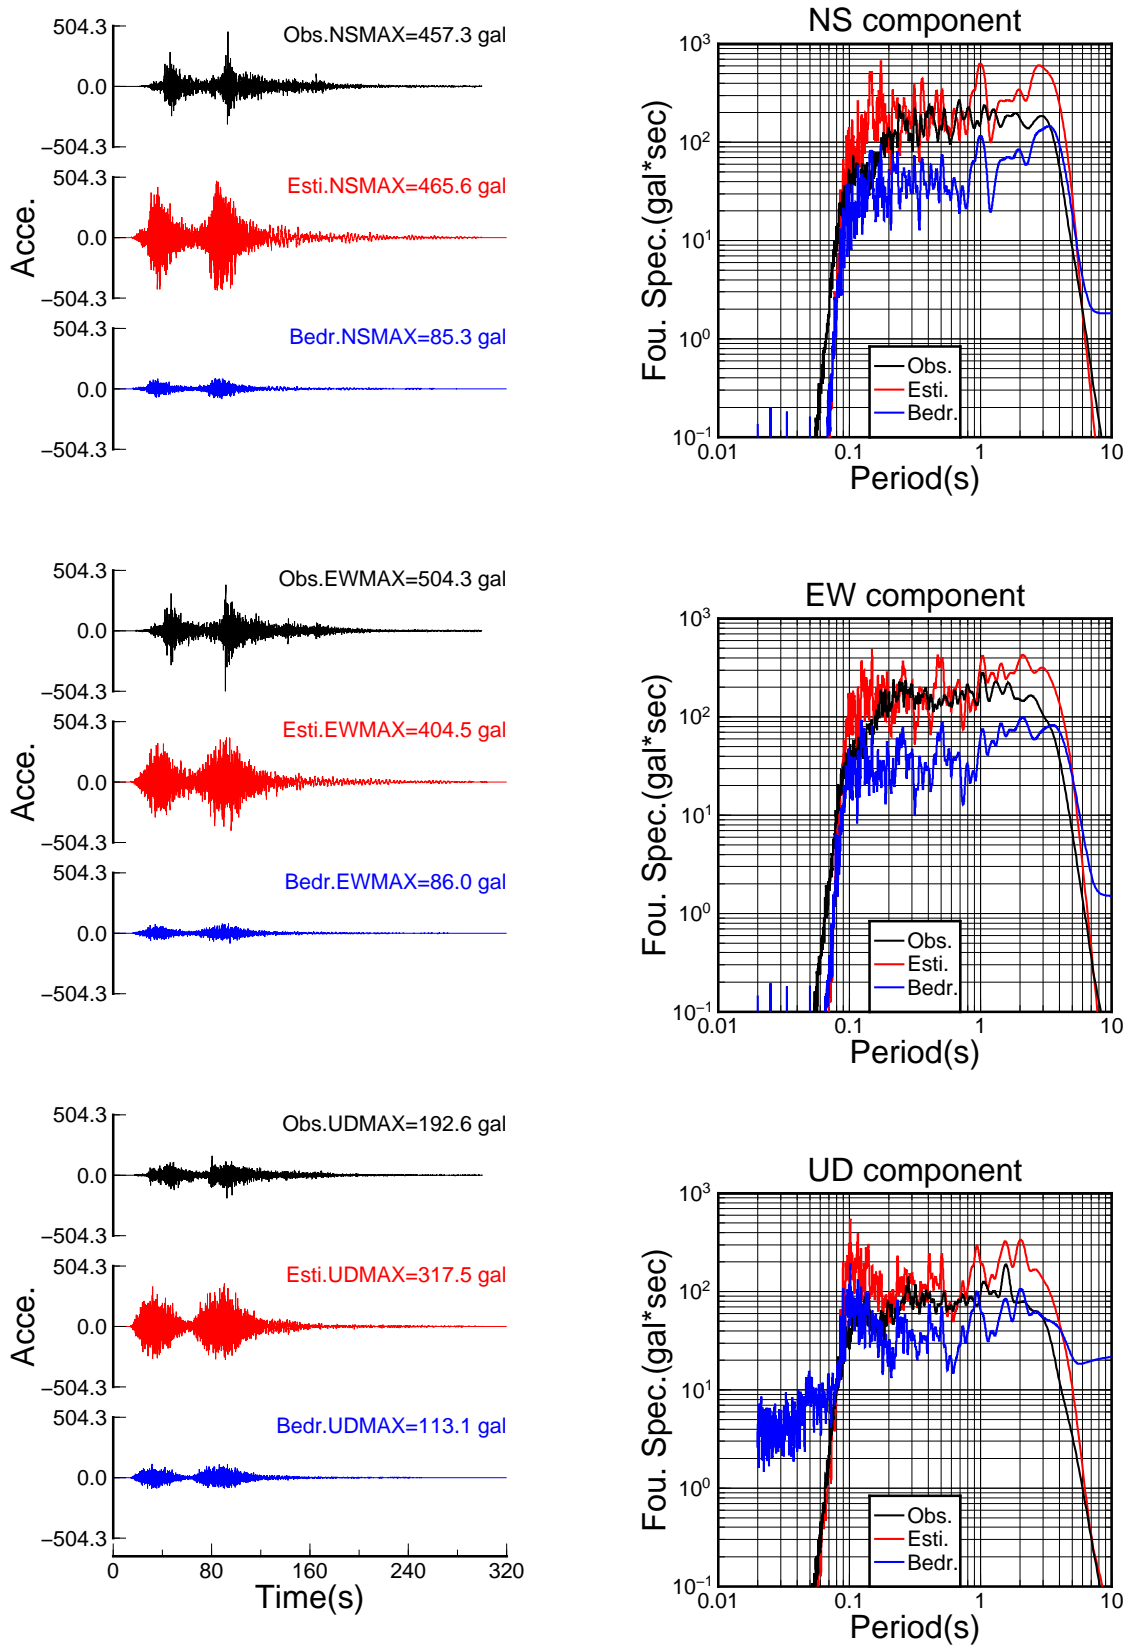 504.3
0.0
−504.3
Obs.NSMAX=457.3 gal
504.3
0.0
−504.3
Esti.NSMAX=465.6 gal
504.3
0.0
−504.3
Bedr.NSMAX=85.3 gal
Acce.
NS component
10³
10²
10¹
10⁰
10⁻¹
Fou. Spec.(gal*sec)
Obs.
Esti.
Bedr.
0.01 0.1 1 10
Period(s)
504.3
0.0
−504.3
Obs.EWMAX=504.3 gal
504.3
0.0
−504.3
Esti.EWMAX=404.5 gal
504.3
0.0
−504.3
Bedr.EWMAX=86.0 gal
Acce.
EW component
10³
10²
10¹
10⁰
10⁻¹
Fou. Spec.(gal*sec)
Obs.
Esti.
Bedr.
0.01 0.1 1 10
Period(s)
504.3
0.0
−504.3
Obs.UDMAX=192.6 gal
504.3
0.0
−504.3
Esti.UDMAX=317.5 gal
504.3
0.0
−504.3
Bedr.UDMAX=113.1 gal
Acce.
0 80 160 240 320
Time(s)
UD component
10³
10²
10¹
10⁰
10⁻¹
Fou. Spec.(gal*sec)
Obs.
Esti.
Bedr.
0.01 0.1 1 10
Period(s)